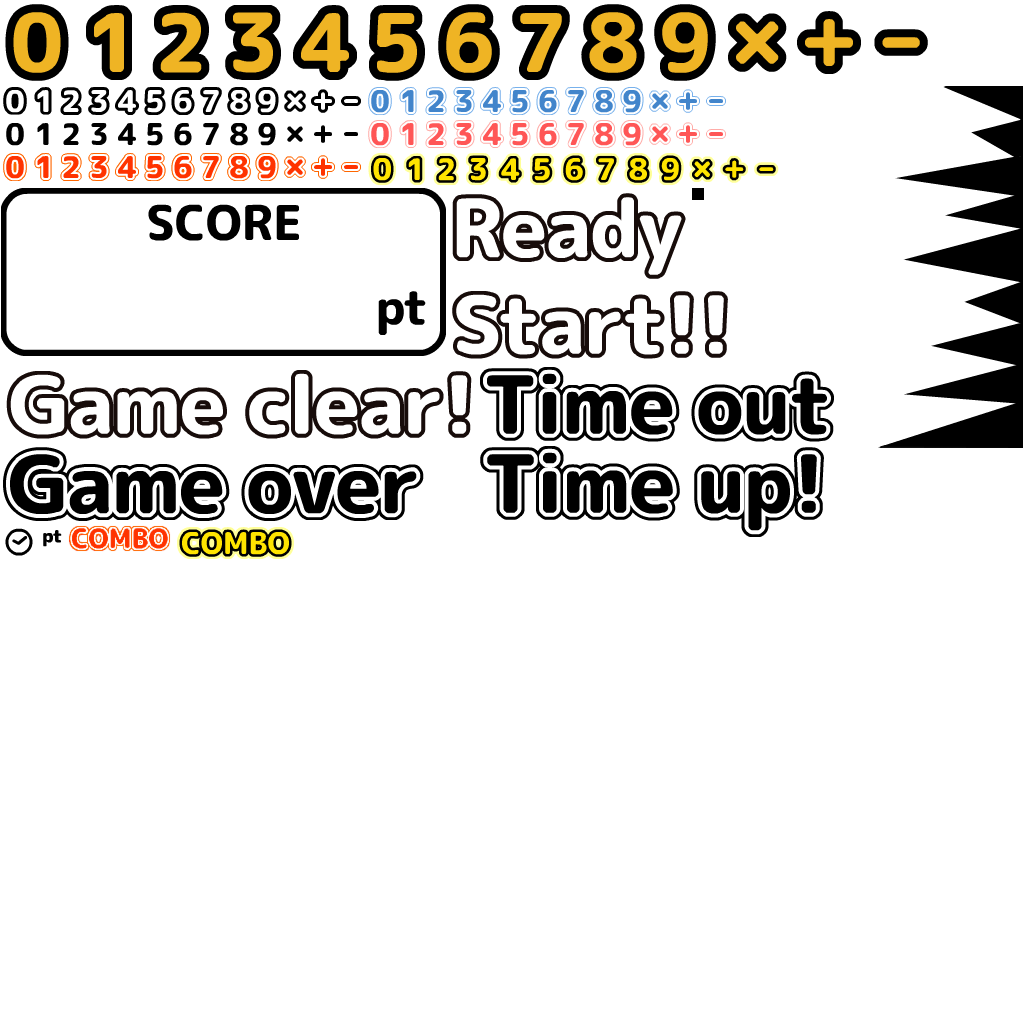 0123456789×+-
0123456789×+- 0123456789×+-
0123456789×+- 0123456789×+-
0123456789×+- 0123456789×+-
SCORE
pt
Ready
Start!!
Game clear! Time out
Game over Time up!
pt COMBO COMBO